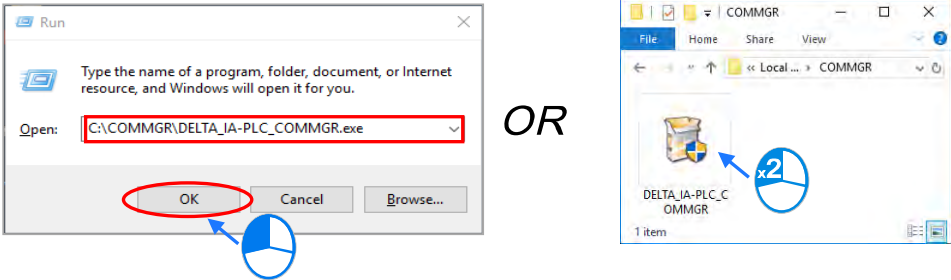 Run
Type the name of a program, folder, document, or Internet
resource, and Windows will open it for you.
Open:
C:\COMMGR\DELTA_IA-PLC_COMMGR.exe
OK
Cancel
Browse...
OR
COMMGR
File
Home
Share
View
« Local ... › COMMGR
x2
DELTA_IA-PLC_C
OMMGR
1 item